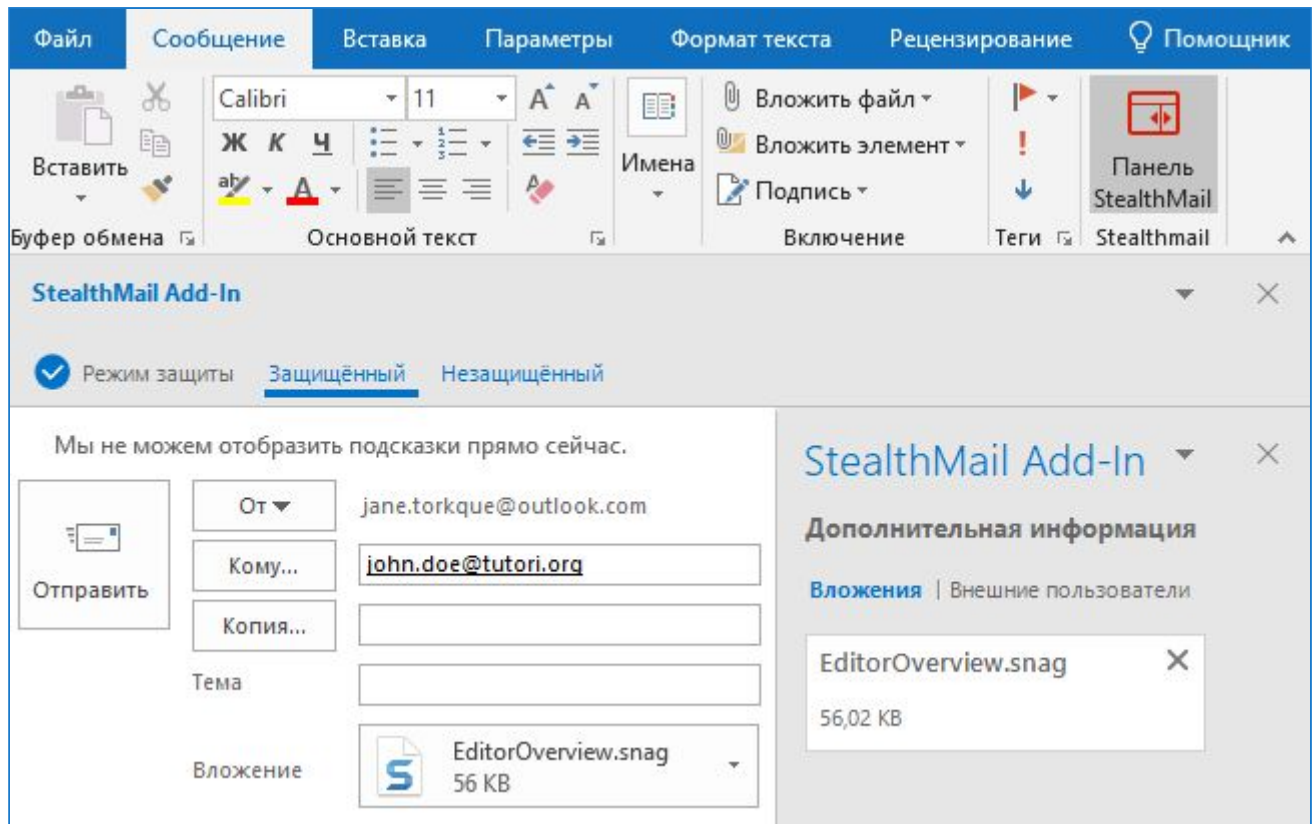 Файл Сообщение Вставка Параметры Формат текста Рецензирование Помощник
Calibri 11 А А Вложить файл
Ж К Ч Вложить элемент !
Вставить Имена Панель
ab А Подпись StealthMail
Буфер обмена Основной текст Включение Теги Stealthmail
StealthMail Add-In
Режим защиты Защищённый Незащищённый
Мы не можем отобразить подсказки прямо сейчас.
StealthMail Add-In
От jane.torkque@outlook.com
Дополнительная информация
Кому... john.doe@tutori.org
Отправить
Вложения | Внешние пользователи
Копия...
EditorOverview.snag
Тема
56,02 KB
EditorOverview.snag
Вложение S
56 KB